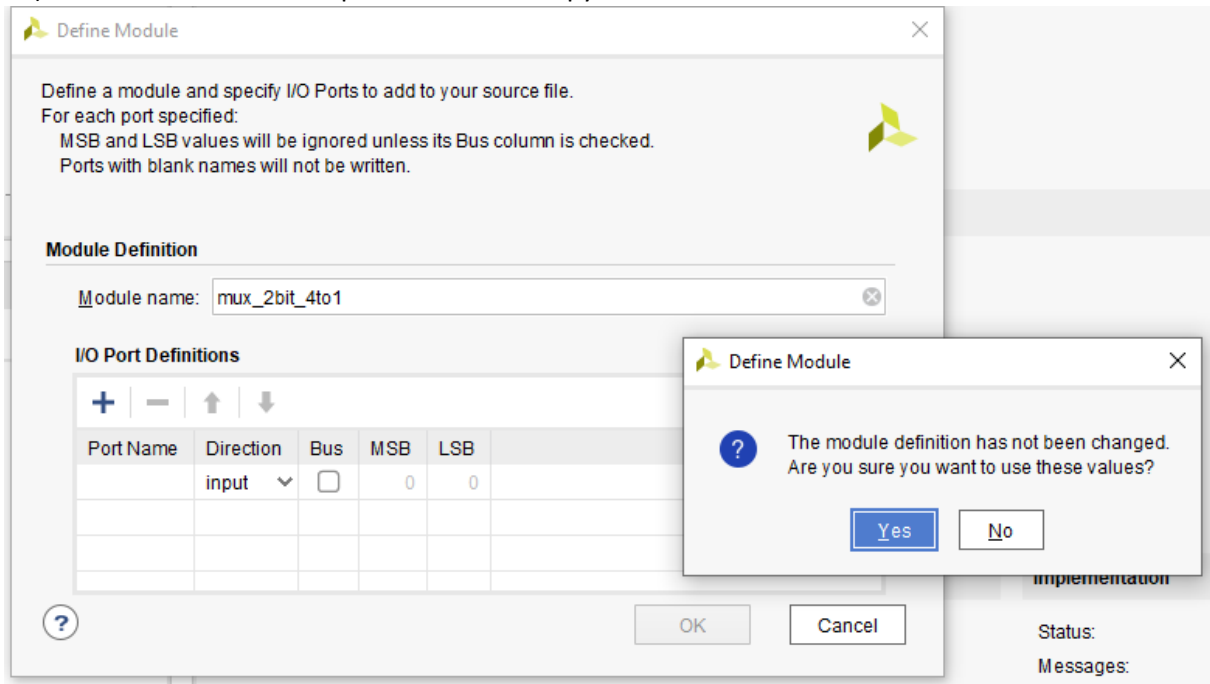 Define Module
Define a module and specify I/O Ports to add to your source file.
For each port specified:
MSB and LSB values will be ignored unless its Bus column is checked.
Ports with blank names will not be written.
Module Definition
Module name: mux_2bit_4to1
I/O Port Definitions
Port Name Direction Bus MSB LSB
input 0 0
?
OK Cancel
Define Module
?
The module definition has not been changed.
Are you sure you want to use these values?
Yes No
Implementation
Status:
Messages: